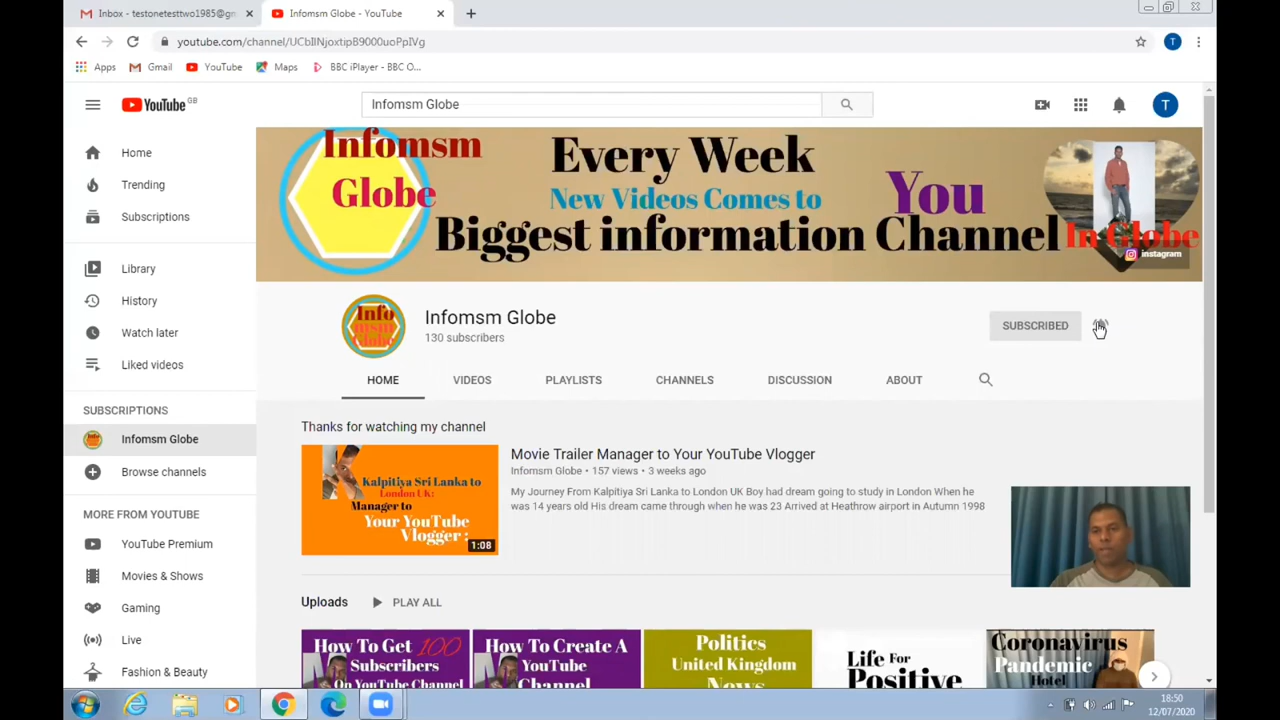 Inbox - testonetesttwo1985@gm
Infomsm Globe - YouTube
youtube.com/channel/UCbIlNjoxtipB9000uoPpIVg
Apps
Gmail
YouTube
Maps
BBC iPlayer - BBC O...
YouTube GB
Infomsm Globe
T
T
Home
Trending
Subscriptions
Library
History
Watch later
Liked videos
SUBSCRIPTIONS
Infomsm Globe
Browse channels
MORE FROM YOUTUBE
YouTube Premium
Movies & Shows
Gaming
Live
Fashion & Beauty
Infomsm
Globe
Every Week
New Videos Comes to
You
Biggest information Channel
In Globe
instagram
Info
msm
Globe
Infomsm Globe
130 subscribers
SUBSCRIBED
HOME
VIDEOS
PLAYLISTS
CHANNELS
DISCUSSION
ABOUT
Thanks for watching my channel
Kalpitiya Sri Lanka to
London UK:
Manager to
Your YouTube
Vlogger :
1:08
Movie Trailer Manager to Your YouTube Vlogger
Infomsm Globe • 157 views • 3 weeks ago
My Journey From Kalpitiya Sri Lanka to London UK Boy had dream going to study in London When he
was 14 years old His dream came through when he was 23 Arrived at Heathrow airport in Autumn 1998
Uploads
PLAY ALL
How To Get 100
Subscribers
On YouTube Channel
How To Create A
YouTube
Channel
Politics
United Kingdom
News
Life For
Positive
Coronavirus
Pandemic
Hotel
18:50
12/07/2020